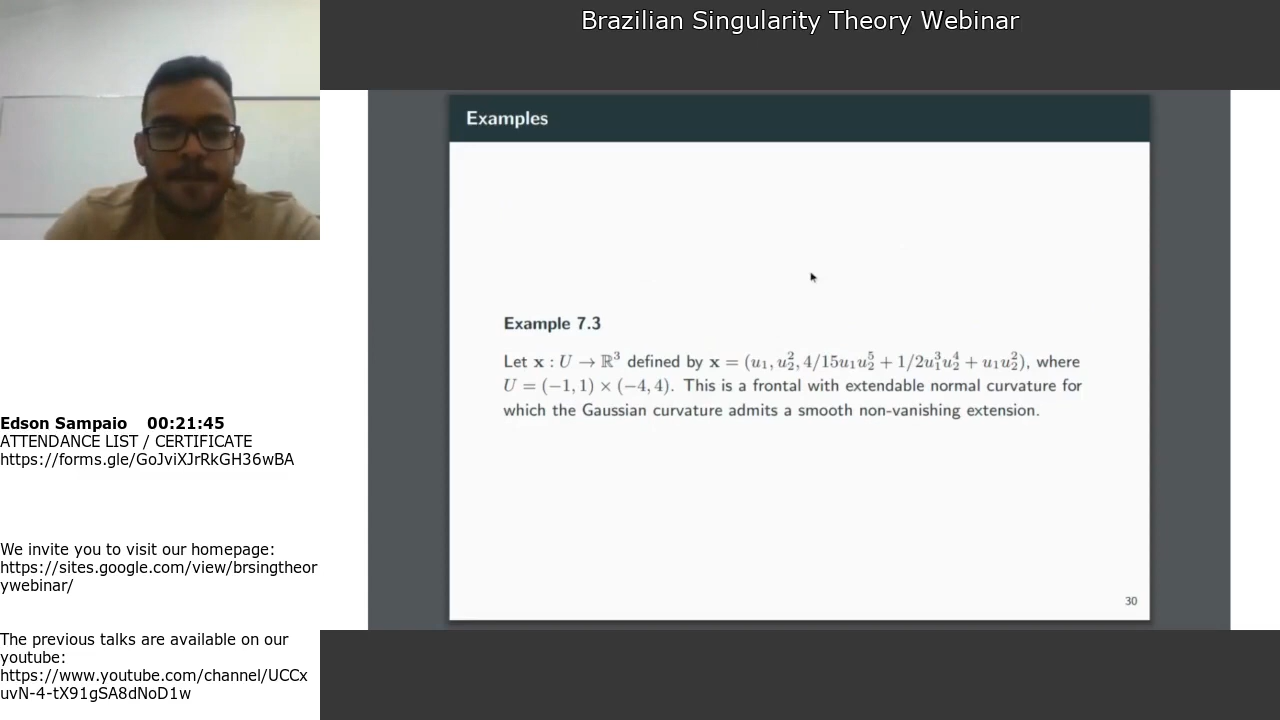 Brazilian Singularity Theory Webinar
Examples
Example 7.3
Let x : U → ℝ³ defined by x = (u₁, u₂², 4/15u₁u₂⁵ + 1/2u₁³u₂⁴ + u₁u₂²), where
U = (−1, 1) × (−4, 4). This is a frontal with extendable normal curvature for
which the Gaussian curvature admits a smooth non-vanishing extension.
30
Edson Sampaio 00:21:45
ATTENDANCE LIST / CERTIFICATE
https://forms.gle/GoJviXJrRkGH36wBA
We invite you to visit our homepage:
https://sites.google.com/view/brsingtheor
ywebinar/
The previous talks are available on our
youtube:
https://www.youtube.com/channel/UCCx
uvN-4-tX91gSA8dNoD1w